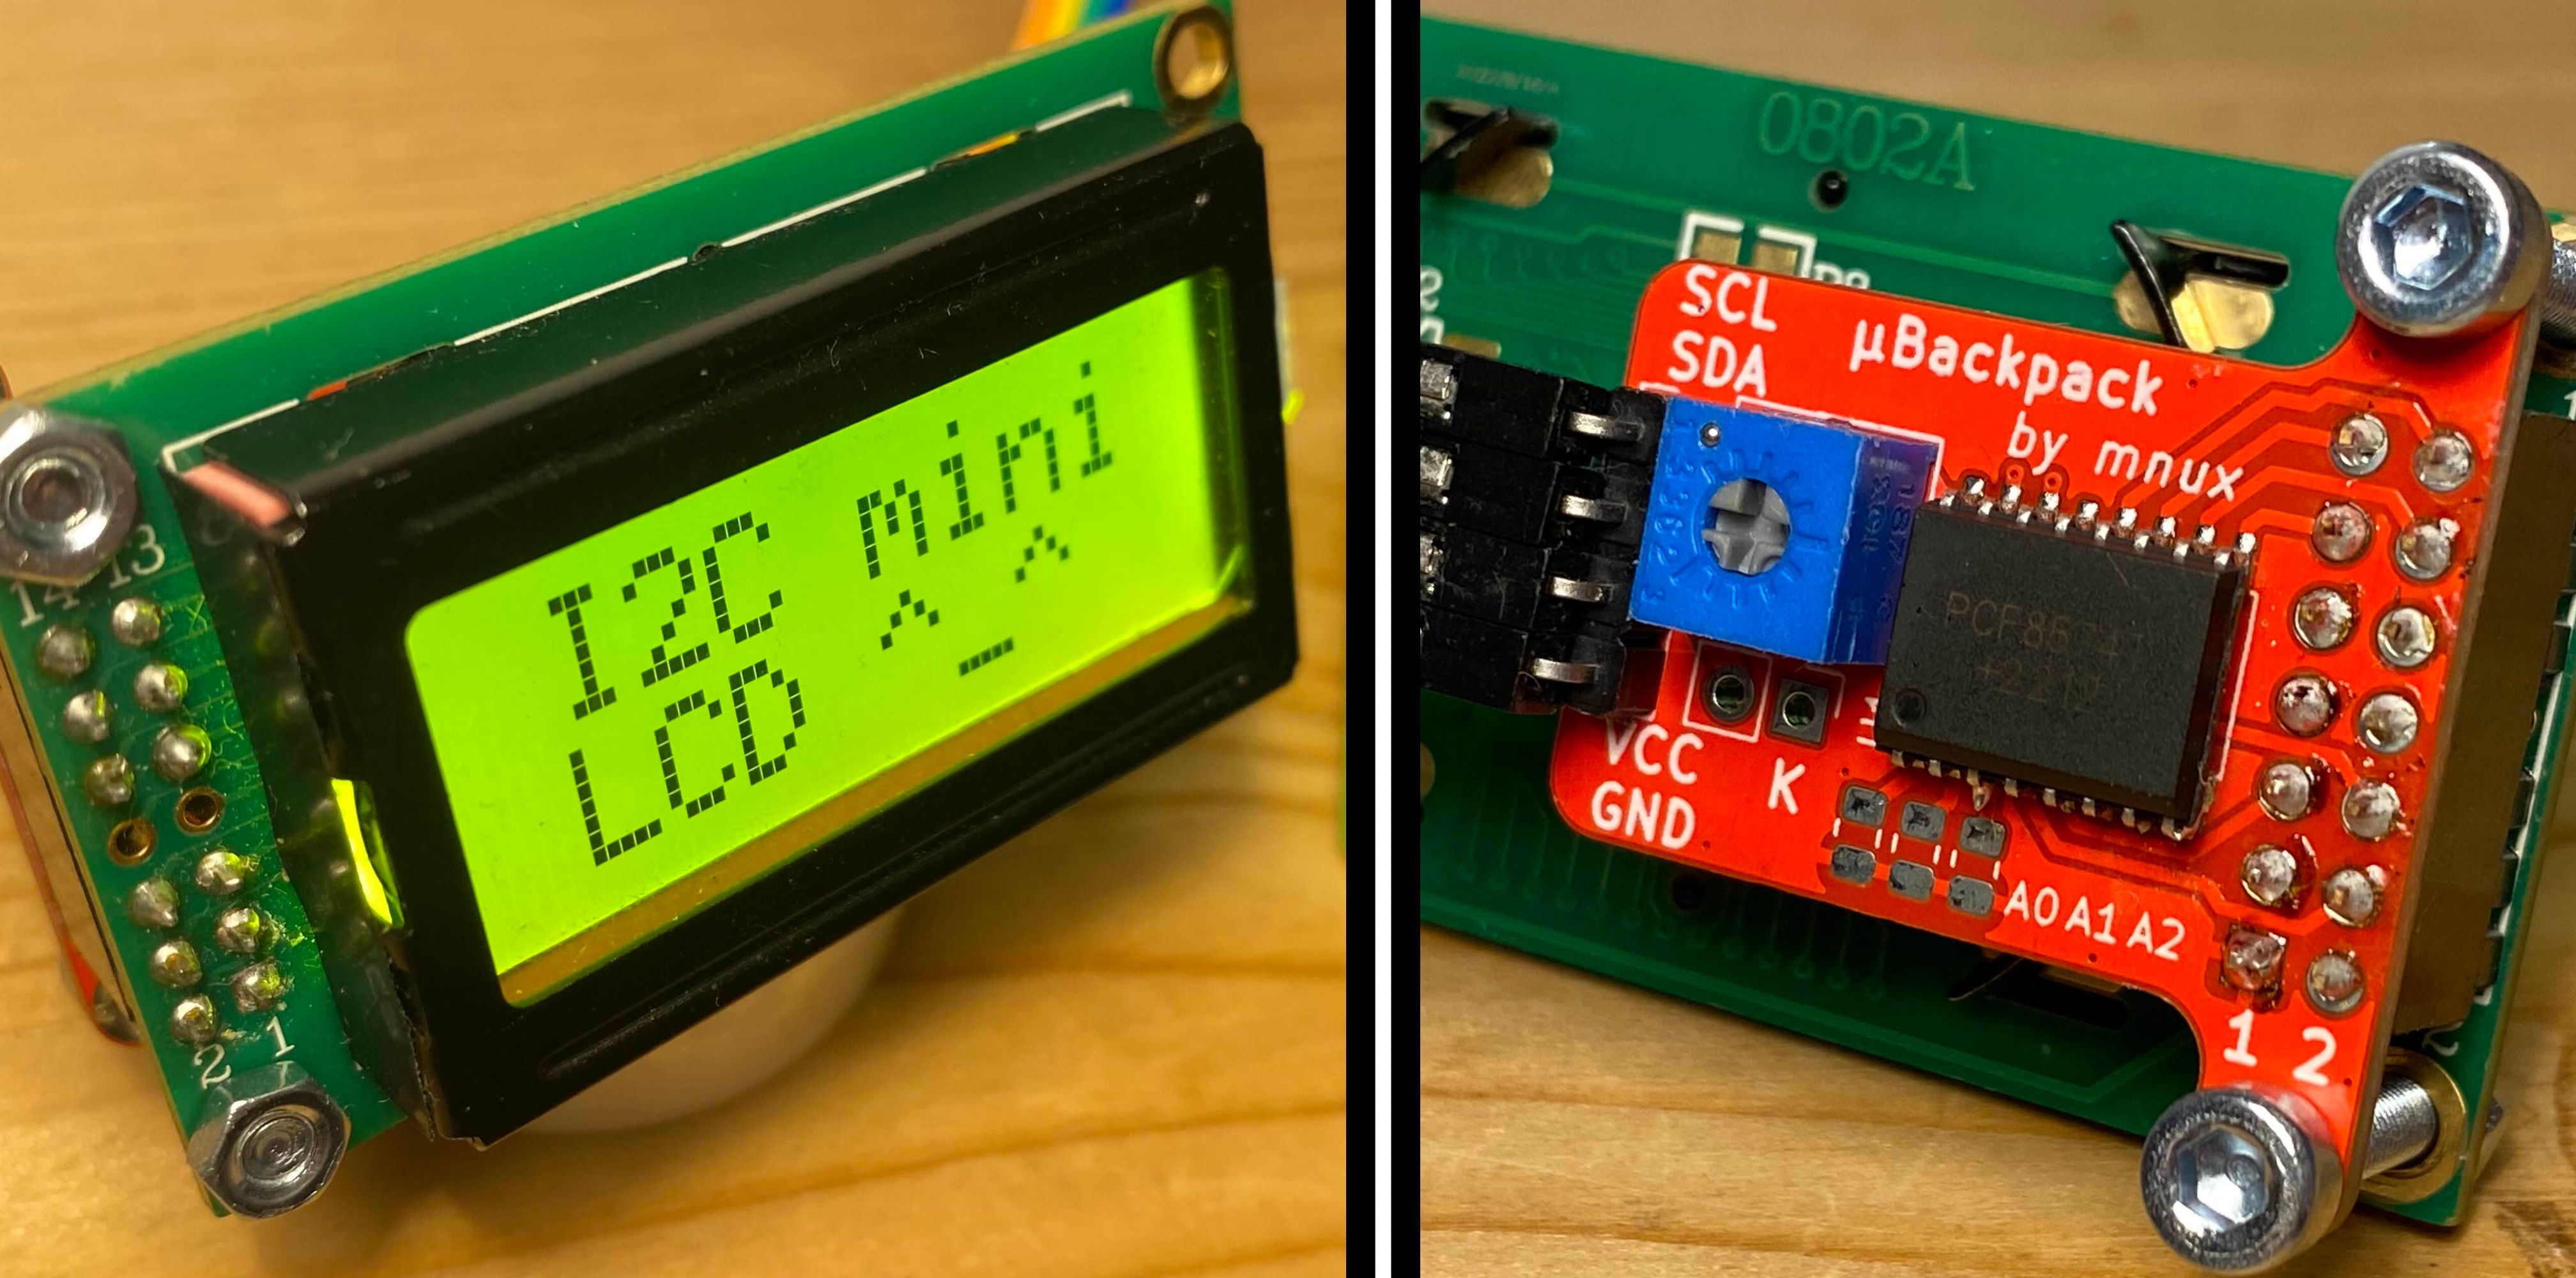 I2C mini
LCD ^_^
13
14
1
2
0802A
SCL
SDA
µBackpack
by mnux
VCC
GND
K
A0 A1 A2
1 2